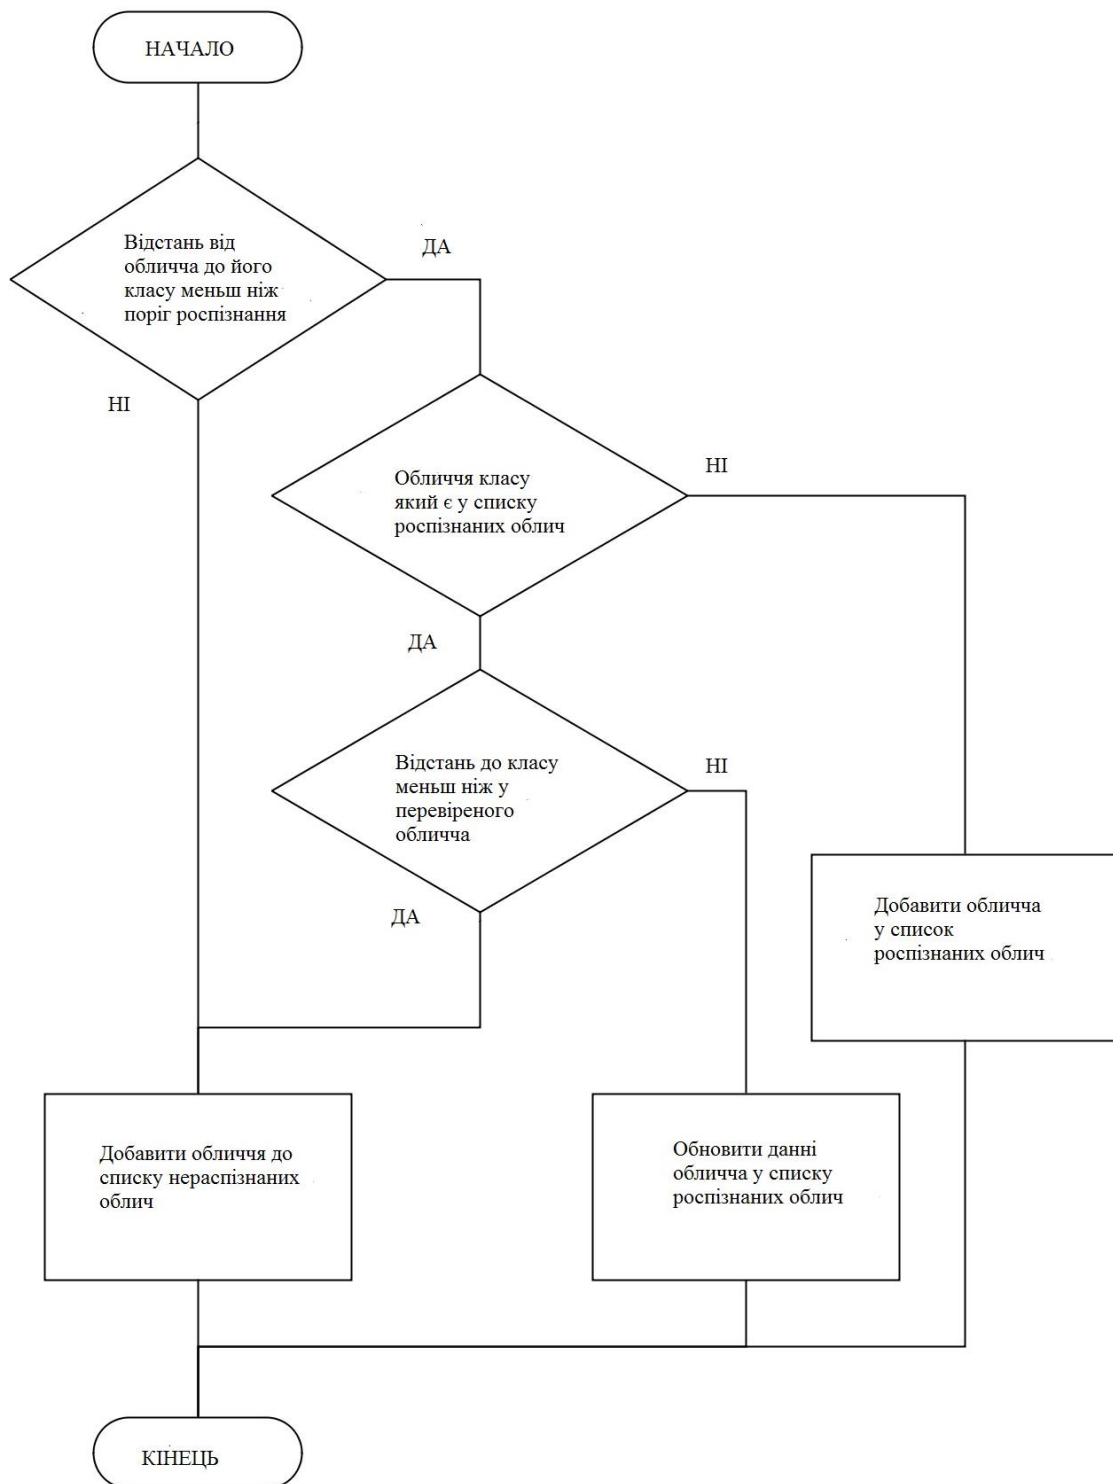 НАЧАЛО
Відстань від
обличча до його
класу меньш ніж
поріг роспізнання
ДА
НІ
Обличчя класу
який є у списку
роспізнаних облич
НІ
ДА
Відстань до класу
меньш ніж у
перевіреного
обличча
НІ
ДА
Добавити обличча
у список
роспізнаних облич
Добавити обличчя до
списку нераспізнаних
облич
Обновити данні
обличча у списку
роспізнаних облич
КІНЕЦЬ